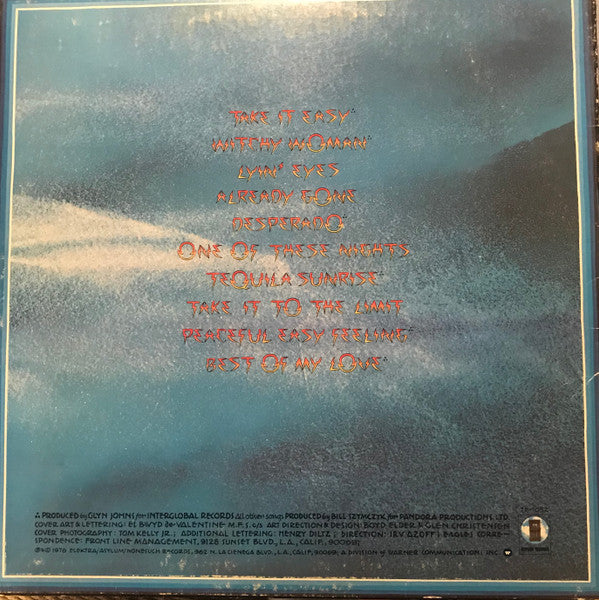 TAKE IT EASY∴
WITCHY WOMAN∴
LYIN' EYES
ALREADY GONE
DESPERADO∴
ONE OF THESE NIGHTS
TEQUILA SUNRISE∴
TAKE IT TO THE LIMIT
PEACEFUL EASY FEELING∴
BEST OF MY LOVE∴
∴ PRODUCED by GLYN JOHNS for INTERGLOBAL RECORDS All other songs PRODUCED by BILL SZYMCZYK for PANDORA PRODUCTIONS LTD
COVER ART & LETTERING: BOYD ART DIRECTION & DESIGN: BOYD ELDER & GLEN CHRISTENSEN
COVER PHOTOGRAPHY: TOM KELLY JR.; ADDITIONAL LETTERING: HENRY DILTZ; DIRECTION: IRV AZOFF; EAGLES CORRE-
SPONDENCE: FRONT LINE MANAGEMENT, 9128 SUNSET BLVD., L.A., CALIF., 90069;
1976 ELEKTRA/ASYLUM/NONESUCH RECORDS, 962 N. LA CIENEGA BLVD., L.A., CALIF. 90069. A DIVISION OF WARNER COMMUNICATIONS, INC.